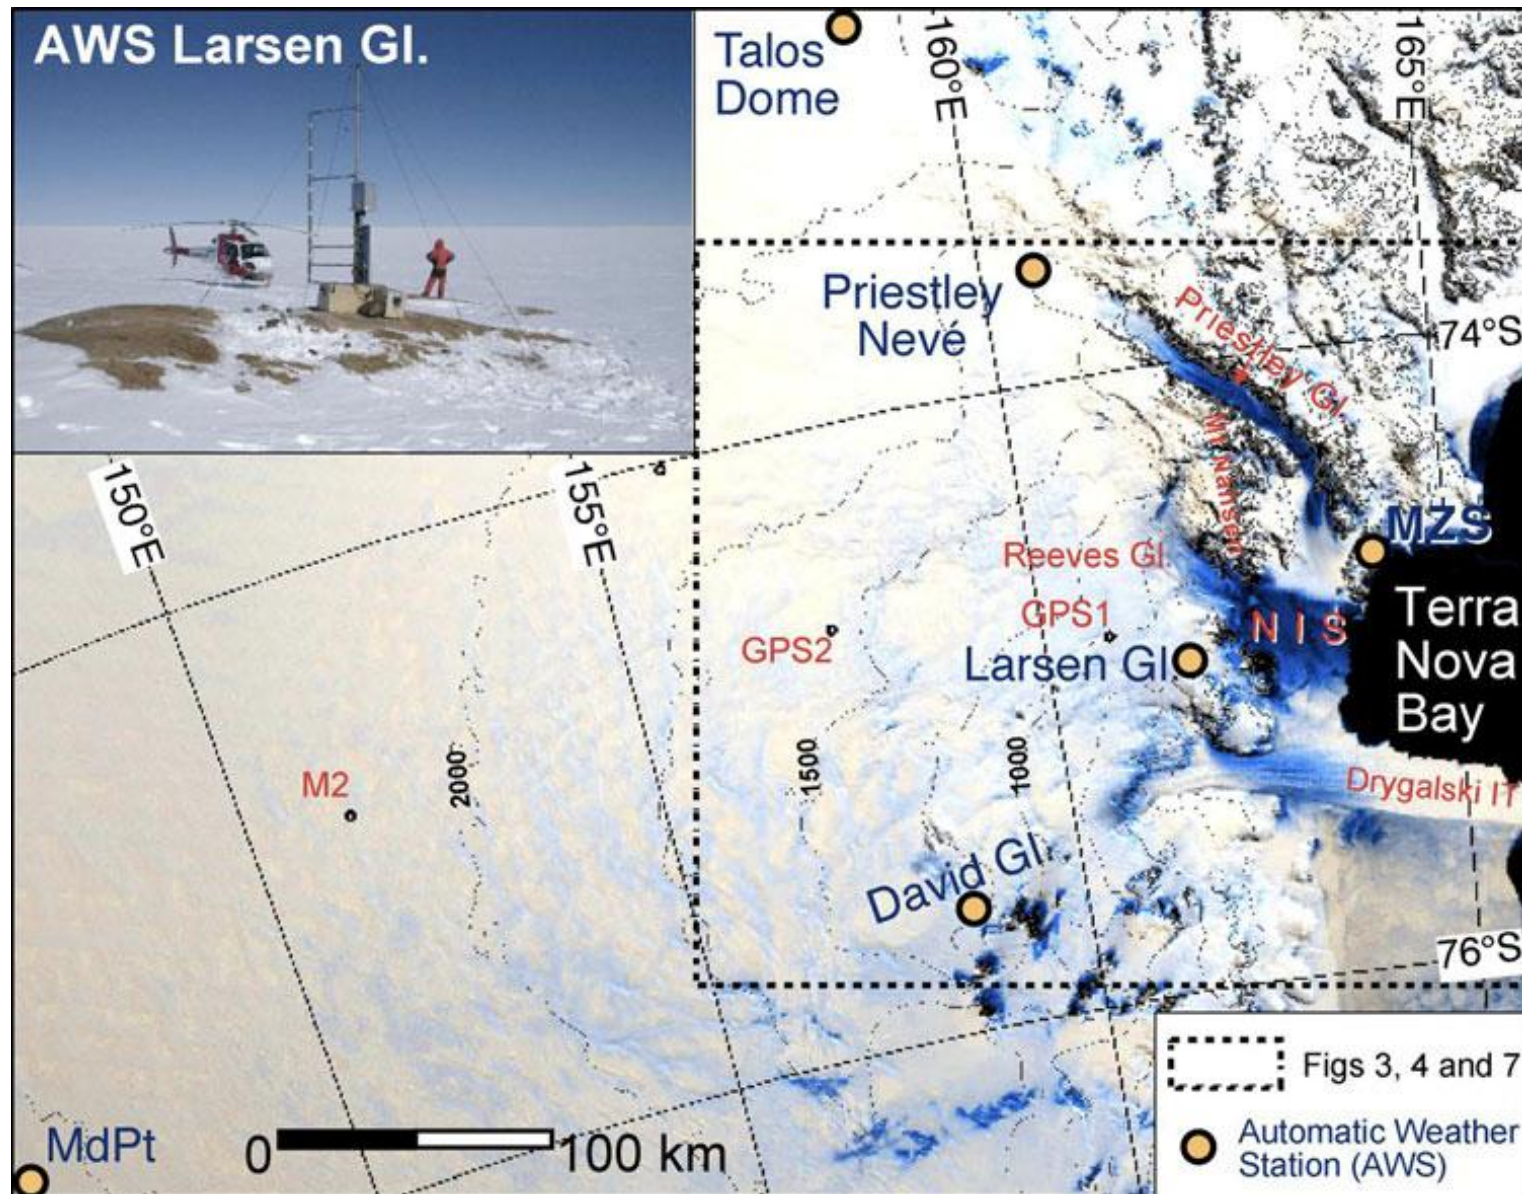 AWS Larsen Gl.
Talos
Dome
160°E
165°E
Priestley
Nevé
Priestley Gl.
74°S
150°E
155°E
Mt Nansen
MZS
Reeves Gl.
GPS1
N I S
GPS2
Larsen Gl.
Terra
Nova
Bay
M2
2000
1500
1000
Drygalski IT
David Gl.
76°S
Figs 3, 4 and 7
MdPt
0
100 km
Automatic Weather
Station (AWS)